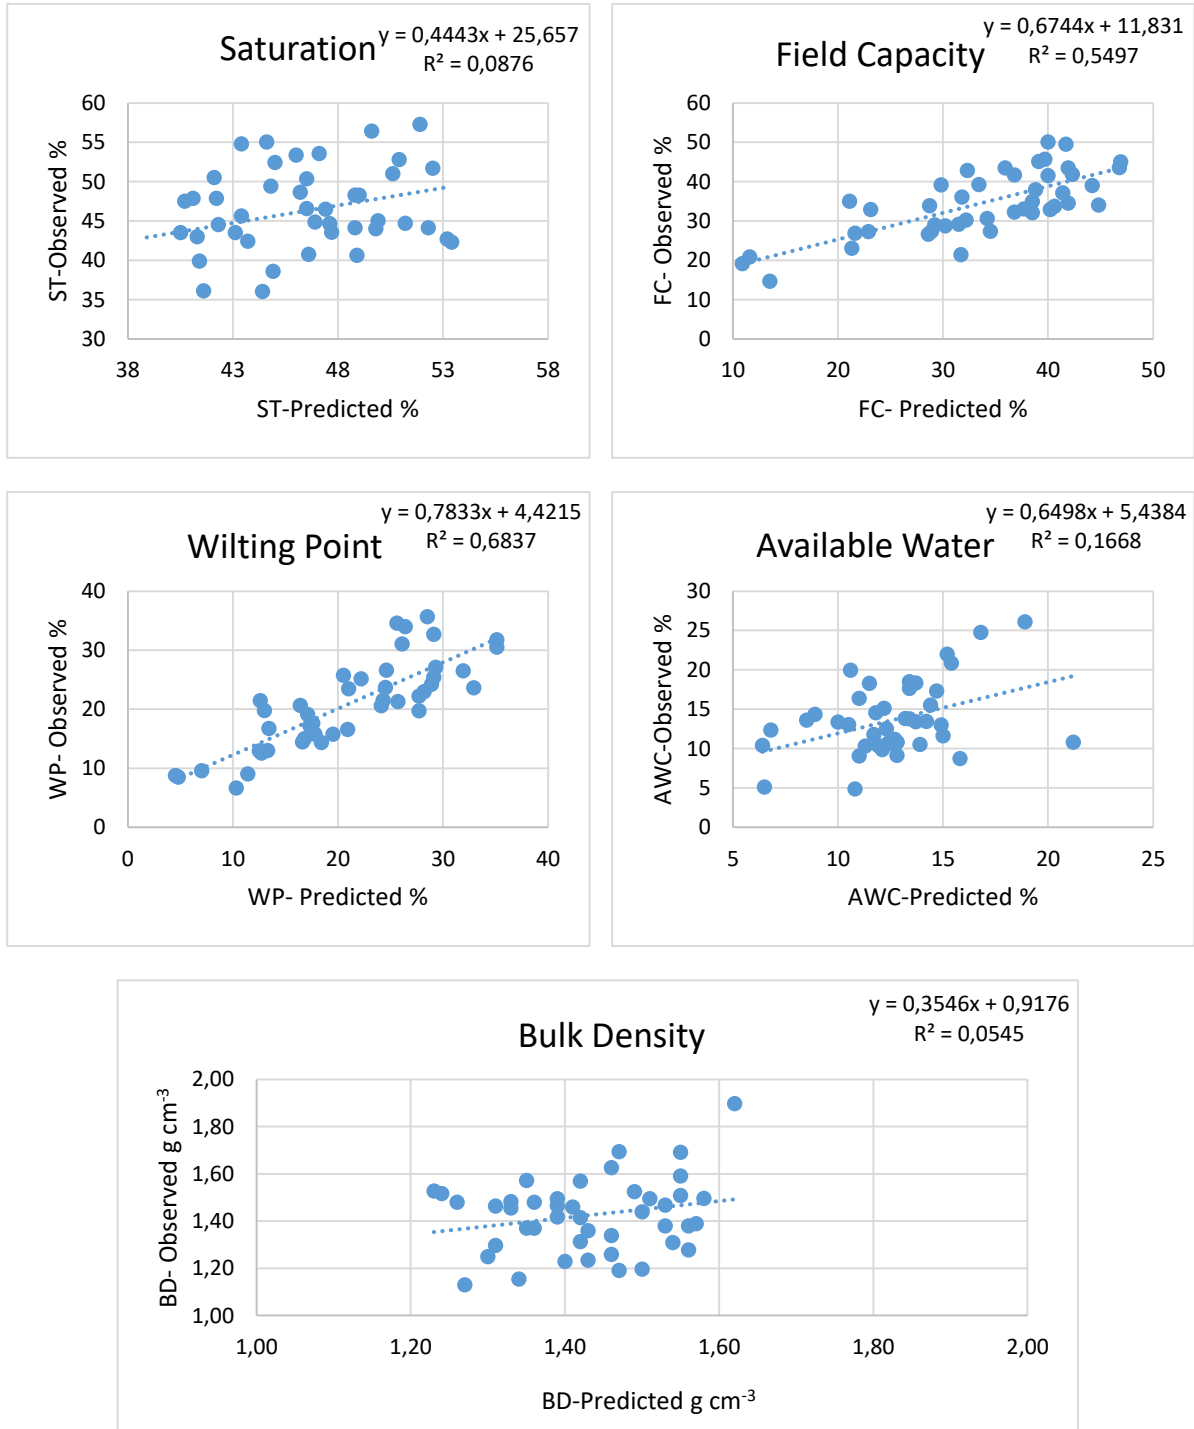 Saturation
y = 0,4443x + 25,657
R² = 0,0876
ST-Observed %
60
55
50
45
40
35
30
38 43 48 53 58
ST-Predicted %
Field Capacity
y = 0,6744x + 11,831
R² = 0,5497
FC- Observed %
60
50
40
30
20
10
0
10 20 30 40 50
FC- Predicted %
Wilting Point
y = 0,7833x + 4,4215
R² = 0,6837
WP- Observed %
40
30
20
10
0
0 10 20 30 40
WP- Predicted %
Available Water
y = 0,6498x + 5,4384
R² = 0,1668
AWC-Observed %
30
25
20
15
10
5
0
5 10 15 20 25
AWC-Predicted %
Bulk Density
y = 0,3546x + 0,9176
R² = 0,0545
BD- Observed g cm⁻³
2,00
1,80
1,60
1,40
1,20
1,00
1,00 1,20 1,40 1,60 1,80 2,00
BD-Predicted g cm⁻³